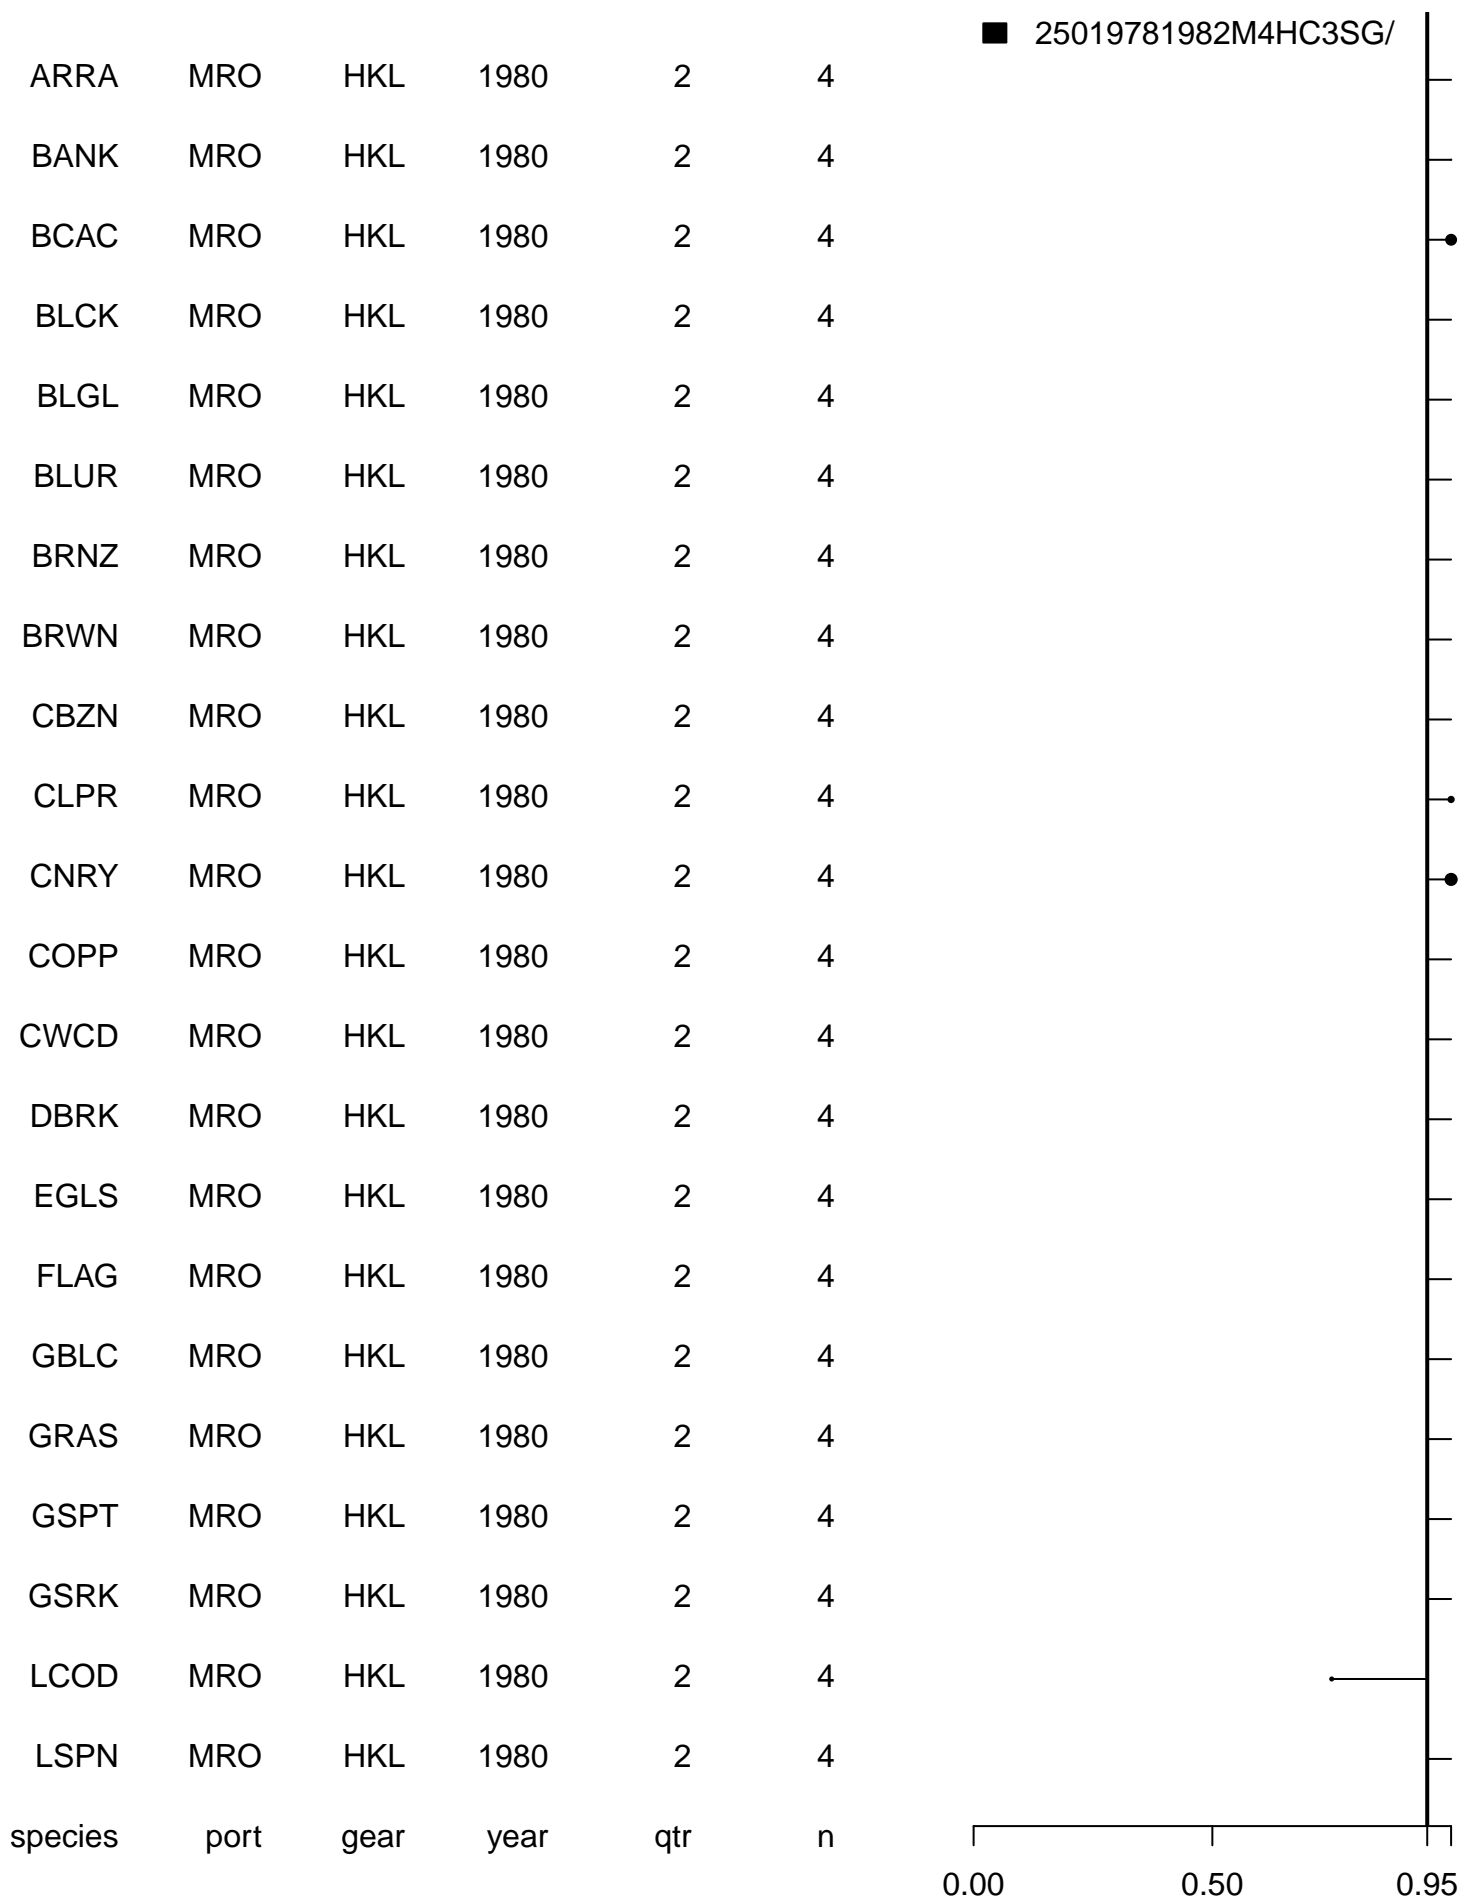 25019781982M4HC3SG/
ARRA MRO HKL 1980 2 4
BANK MRO HKL 1980 2 4
BCAC MRO HKL 1980 2 4
BLCK MRO HKL 1980 2 4
BLGL MRO HKL 1980 2 4
BLUR MRO HKL 1980 2 4
BRNZ MRO HKL 1980 2 4
BRWN MRO HKL 1980 2 4
CBZN MRO HKL 1980 2 4
CLPR MRO HKL 1980 2 4
CNRY MRO HKL 1980 2 4
COPP MRO HKL 1980 2 4
CWCD MRO HKL 1980 2 4
DBRK MRO HKL 1980 2 4
EGLS MRO HKL 1980 2 4
FLAG MRO HKL 1980 2 4
GBLC MRO HKL 1980 2 4
GRAS MRO HKL 1980 2 4
GSPT MRO HKL 1980 2 4
GSRK MRO HKL 1980 2 4
LCOD MRO HKL 1980 2 4
LSPN MRO HKL 1980 2 4
species port gear year qtr n
0.00 0.50 0.95